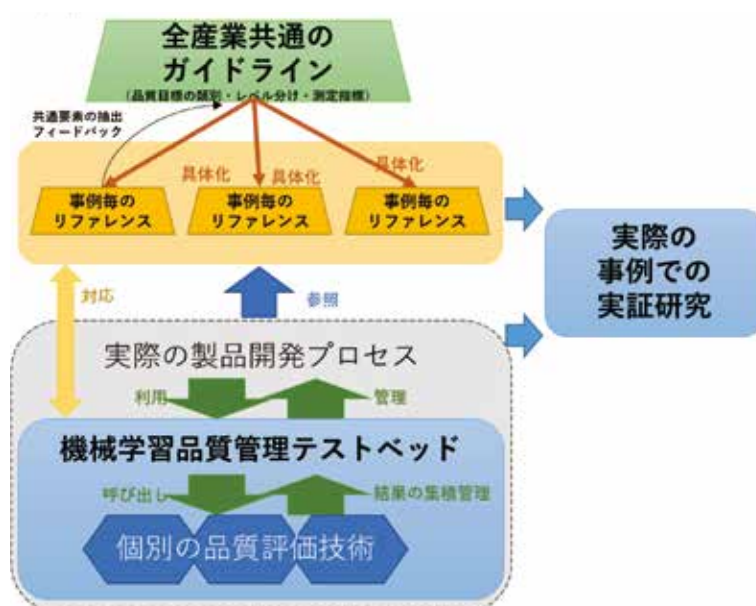 全産業共通の
ガイドライン
(品質目標の類別・レベル分け・測定指標)
共通要素の抽出
フィードバック
具体化
具体化
具体化
事例毎の
リファレンス
事例毎の
リファレンス
事例毎の
リファレンス
実際の
事例での
実証研究
対応
参照
実際の製品開発プロセス
利用
管理
機械学習品質管理テストベッド
呼び出し
結果の集積管理
個別の品質評価技術